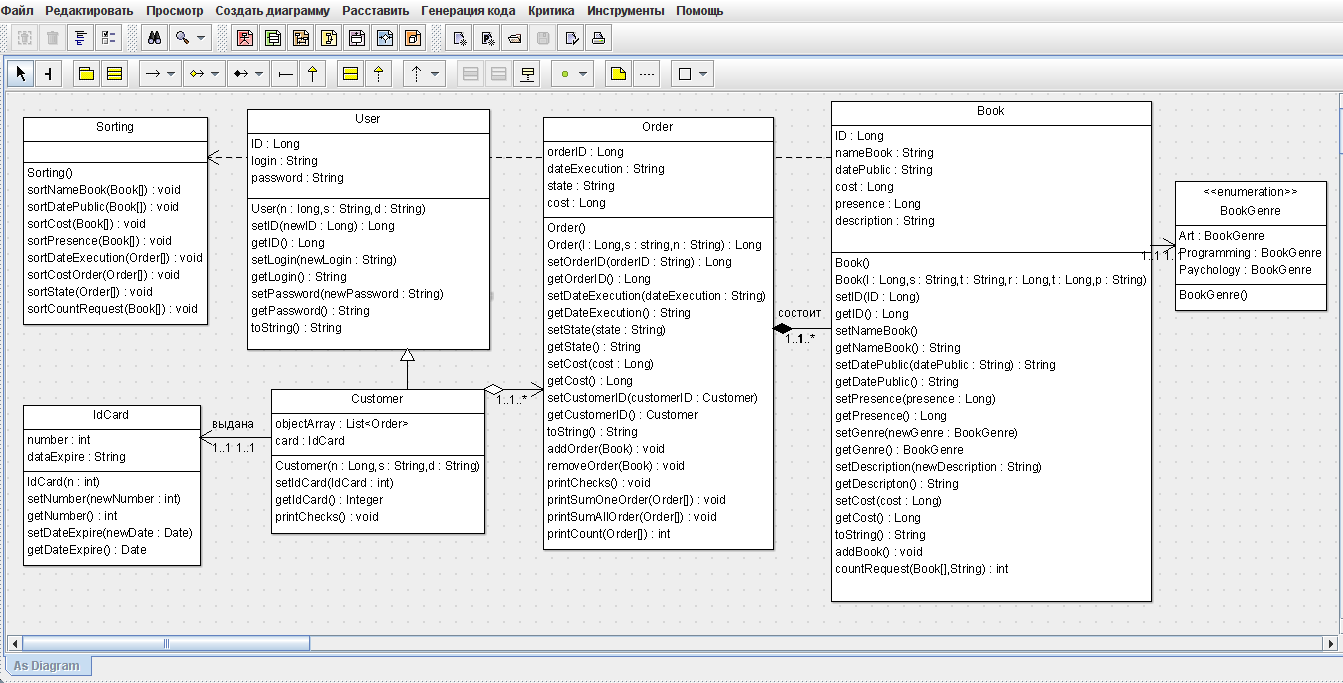 Файл Редактировать Просмотр Создать диаграмму Расставить Генерация кода Критика Инструменты Помощь
Sorting
Sorting()
sortNameBook(Book[]) : void
sortDatePublic(Book[]) : void
sortCost(Book[]) : void
sortPresence(Book[]) : void
sortDateExecution(Order[]) : void
sortCostOrder(Order[]) : void
sortState(Order[]) : void
sortCountRequest(Book[]) : void
User
ID : Long
login : String
password : String
User(n : long,s : String,d : String)
setID(newID : Long) : Long
getID() : Long
setLogin(newLogin : String)
getLogin() : String
setPassword(newPassword : String)
getPassword() : String
toString() : String
IdCard
number : int
dataExpire : String
IdCard(n : int)
setNumber(newNumber : int)
getNumber() : int
setDateExpire(newDate : Date)
getDateExpire() : Date
выдана
1..1 1..1
Customer
objectArray : List<Order>
card : IdCard
Customer(n : Long,s : String,d : String)
setIdCard(IdCard : int)
getIdCard() : Integer
printChecks() : void
1..1..*
Order
orderID : Long
dateExecution : String
state : String
cost : Long
Order()
Order(l : Long,s : string,n : String) : Long
setOrderID(orderID : String) : Long
getOrderID() : Long
setDateExecution(dateExecution : String)
getDateExecution() : String
setState(state : String)
getState() : String
setCost(cost : Long)
getCost() : Long
setCustomerID(customerID : Customer)
getCustomerID() : Customer
toString() : String
addOrder(Book) : void
removeOrder(Book) : void
printChecks() : void
printSumOneOrder(Order[]) : void
printSumAllOrder(Order[]) : void
printCount(Order[]) : int
состоит
1..1..*
Book
ID : Long
nameBook : String
datePublic : String
cost : Long
presence : Long
description : String
Book()
Book(l : Long,s : String,t : String,r : Long,t : Long,p : String)
setID(ID : Long)
getID() : Long
setNameBook()
getNameBook() : String
setDatePublic(datePublic : String) : String
getDatePublic() : String
setPresence(presence : Long)
getPresence() : Long
setGenre(newGenre : BookGenre)
getGenre() : BookGenre
setDescription(newDescription : String)
getDescripton() : String
setCost(cost : Long)
getCost() : Long
toString() : String
addBook() : void
countRequest(Book[],String) : int
1..1 1..
<<enumeration>>
BookGenre
Art : BookGenre
Programming : BookGenre
Paychology : BookGenre
BookGenre()
As Diagram